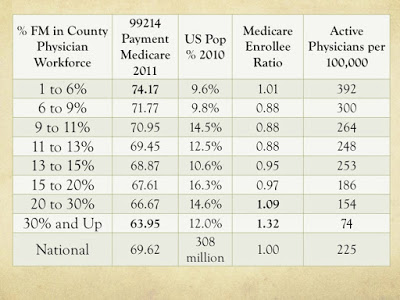 % FM in County Physician Workforce | 99214 Payment Medicare 2011 | US Pop % 2010 | Medicare Enrollee Ratio | Active Physicians per 100,000
1 to 6% | 74.17 | 9.6% | 1.01 | 392
6 to 9% | 71.77 | 9.8% | 0.88 | 300
9 to 11% | 70.95 | 14.5% | 0.88 | 264
11 to 13% | 69.45 | 12.5% | 0.88 | 248
13 to 15% | 68.87 | 10.6% | 0.95 | 253
15 to 20% | 67.61 | 16.3% | 0.97 | 186
20 to 30% | 66.67 | 14.6% | 1.09 | 154
30% and Up | 63.95 | 12.0% | 1.32 | 74
National | 69.62 | 308 million | 1.00 | 225